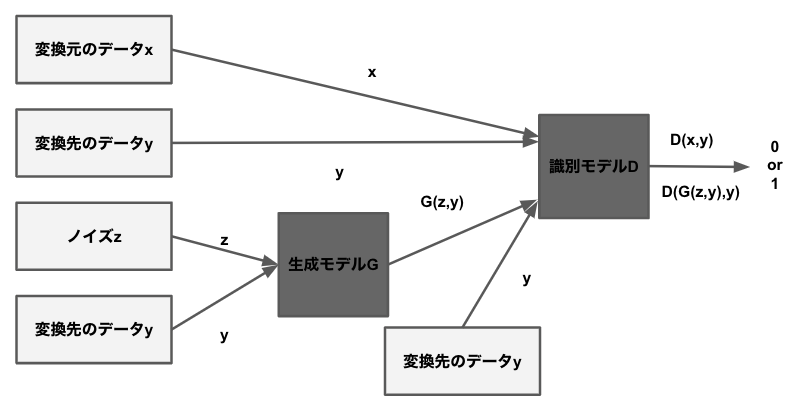 変換元のデータx
x
変換先のデータy
y
識別モデルD
D(x,y)
D(G(z,y),y)
0
or
1
ノイズz
z
生成モデルG
G(z,y)
変換先のデータy
y
y
変換先のデータy